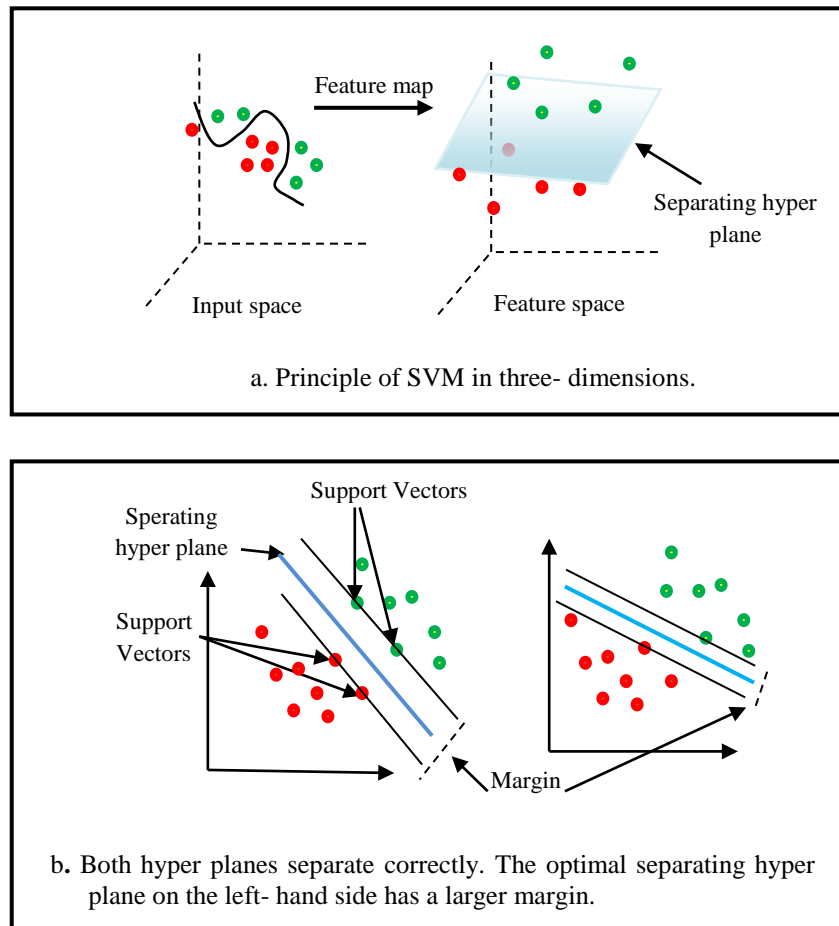 Feature map
Separating hyper
plane
Input space
Feature space
a. Principle of SVM in three- dimensions.
Support Vectors
Sperating
hyper plane
Support
Vectors
Margin
b. Both hyper planes separate correctly. The optimal separating hyper
plane on the left- hand side has a larger margin.